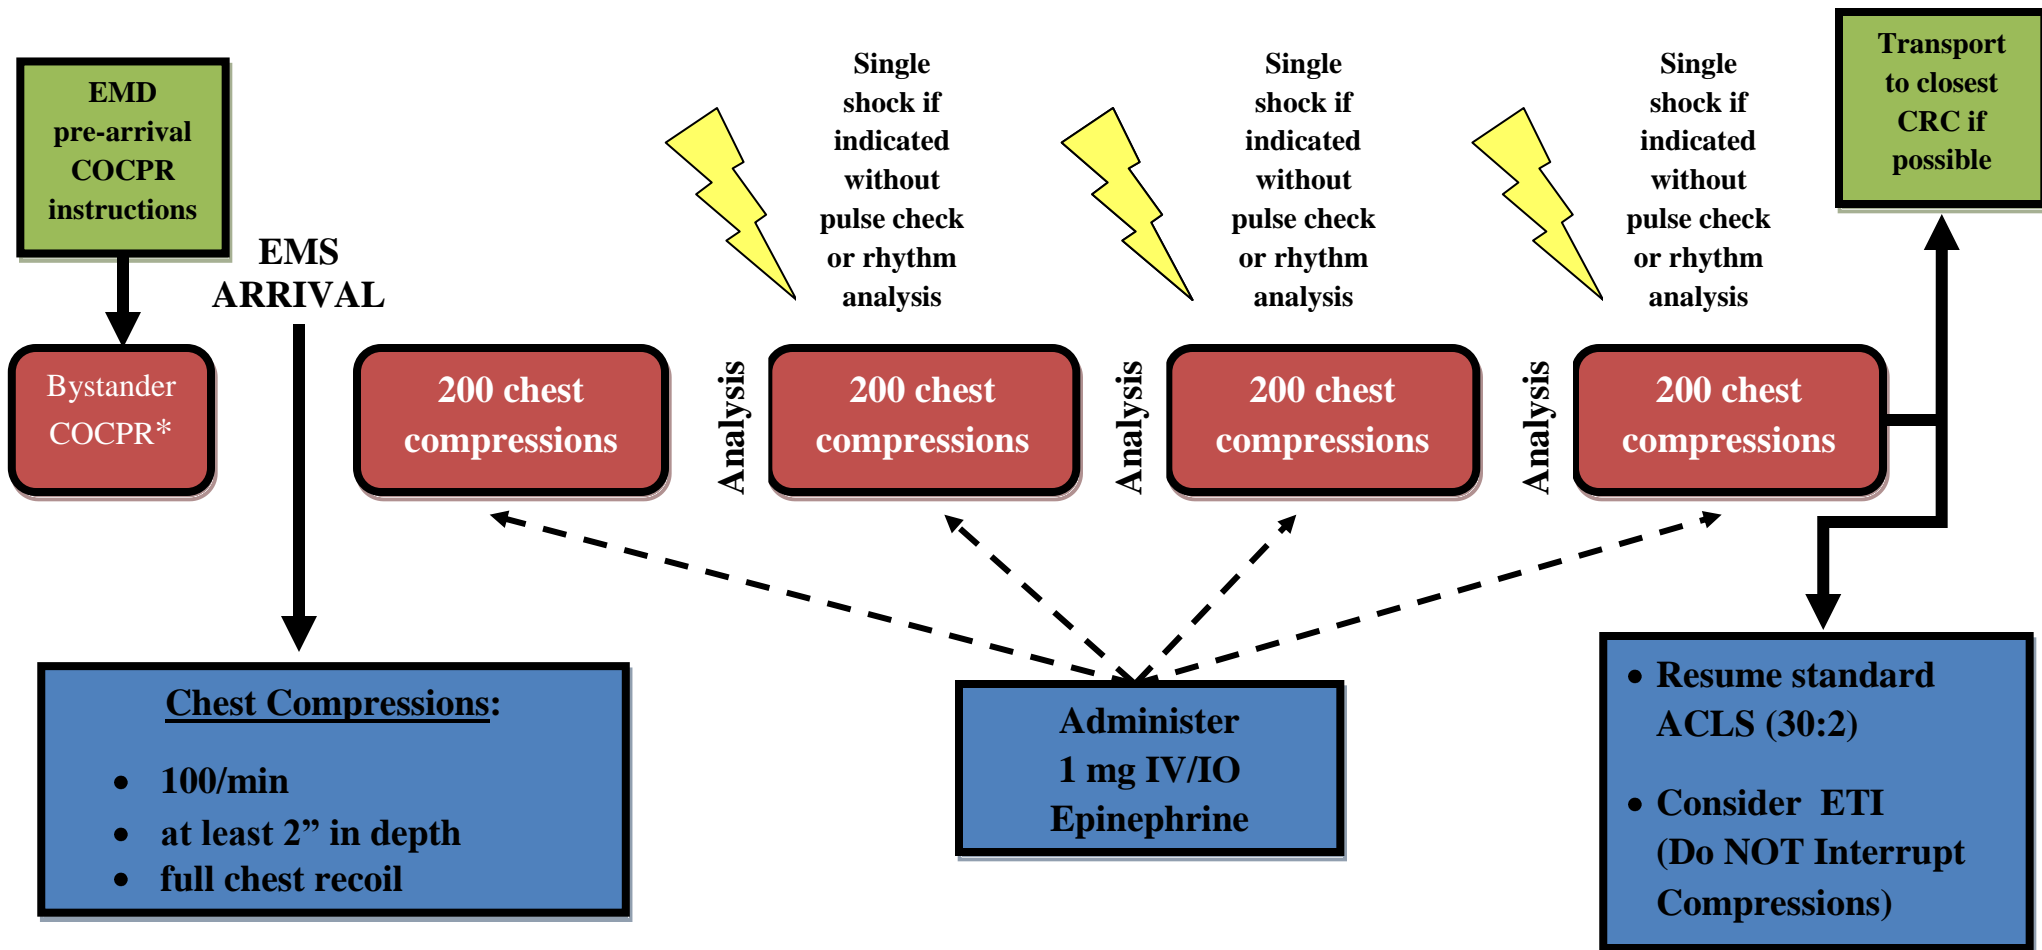 EMD
pre-arrival
COCPR
instructions
Bystander
COCPR*
EMS
ARRIVAL
Chest Compressions:
• 100/min
• at least 2” in depth
• full chest recoil
200 chest
compressions
Analysis
Single
shock if
indicated
without
pulse check
or rhythm
analysis
200 chest
compressions
Analysis
Single
shock if
indicated
without
pulse check
or rhythm
analysis
200 chest
compressions
Analysis
Single
shock if
indicated
without
pulse check
or rhythm
analysis
200 chest
compressions
Administer
1 mg IV/IO
Epinephrine
Transport
to closest
CRC if
possible
• Resume standard
ACLS (30:2)
• Consider ETI
(Do NOT Interrupt
Compressions)